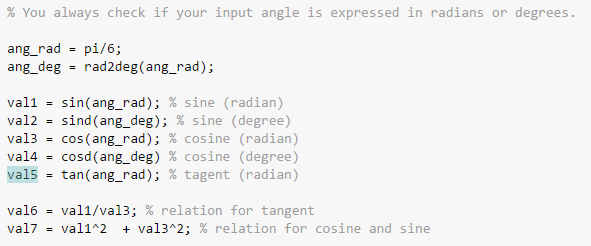 % You always check if your input angle is expressed in radians or degrees.
ang_rad = pi/6;
ang_deg = rad2deg(ang_rad);
val1 = sin(ang_rad); % sine (radian)
val2 = sind(ang_deg); % sine (degree)
val3 = cos(ang_rad); % cosine (radian)
val4 = cosd(ang_deg) % cosine (degree)
val5 = tan(ang_rad); % tagent (radian)
val6 = val1/val3; % relation for tangent
val7 = val1^2  + val3^2; % relation for cosine and sine